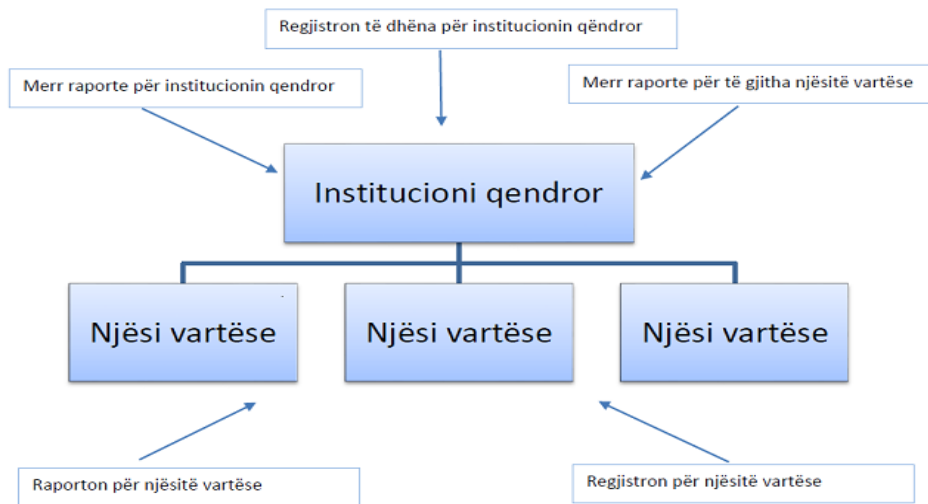 Regjistron të dhëna për institucionin qëndror
Merr raporte për institucionin qendror
Merr raporte për të gjitha njësitë vartëse
Institucioni qendror
Njësi vartëse
Njësi vartëse
Njësi vartëse
Raporton për njësitë vartëse
Regjistron për njësitë vartëse